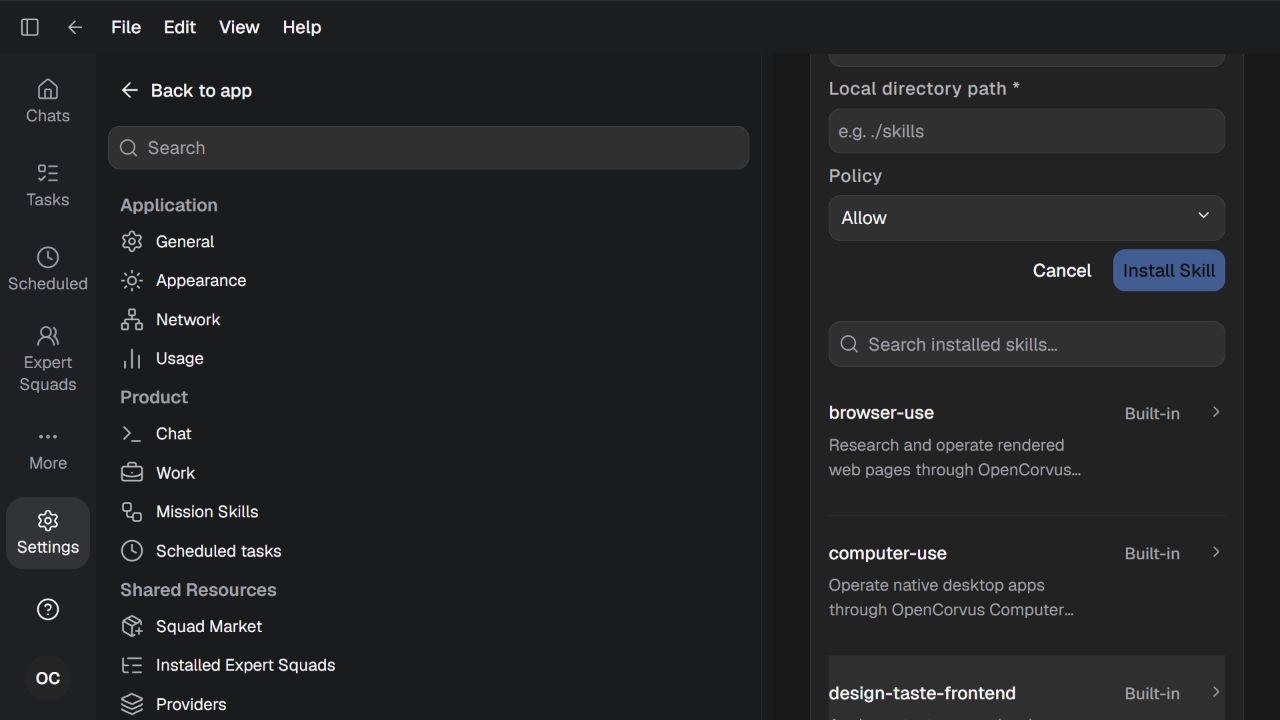 File Edit View Help
Chats
Tasks
Scheduled
Expert
Squads
More
Settings
OC
Back to app
Search
Application
General
Appearance
Network
Usage
Product
Chat
Work
Mission Skills
Scheduled tasks
Shared Resources
Squad Market
Installed Expert Squads
Providers
Local directory path *
e.g. ./skills
Policy
Allow
Cancel Install Skill
Search installed skills...
browser-use Built-in
Research and operate rendered
web pages through OpenCorvus...
computer-use Built-in
Operate native desktop apps
through OpenCorvus Computer...
design-taste-frontend Built-in